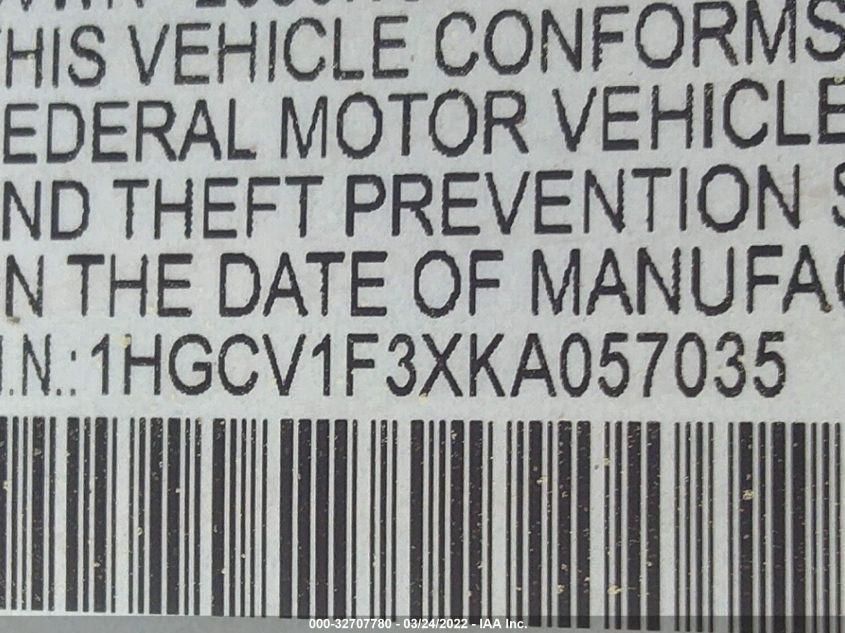 HIS VEHICLE CONFORMS
EDERAL MOTOR VEHICLE
ND THEFT PREVENTION S
N THE DATE OF MANUFAC
I.N.: 1HGCV1F3XKA057035
000-32707780 - 03/24/2022 - IAA Inc.